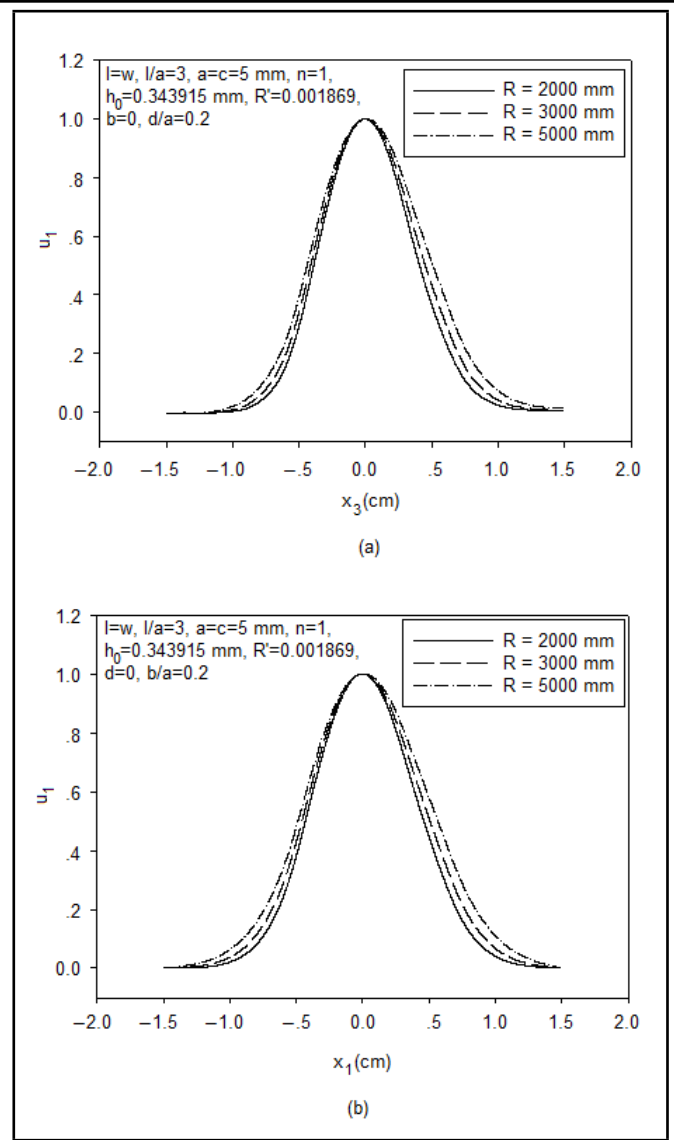 1.2
l=w, l/a=3, a=c=5 mm, n=1,
h0=0.343915 mm, R'=0.001869,
b=0, d/a=0.2
R = 2000 mm
R = 3000 mm
R = 5000 mm
1.0
.8
.6
.4
.2
0.0
u1
–2.0 –1.5 –1.0 –.5 0.0 .5 1.0 1.5 2.0
x3(cm)
(a)
1.2
l=w, l/a=3, a=c=5 mm, n=1,
h0=0.343915 mm, R'=0.001869,
d=0, b/a=0.2
R = 2000 mm
R = 3000 mm
R = 5000 mm
1.0
.8
.6
.4
.2
0.0
u1
–2.0 –1.5 –1.0 –.5 0.0 .5 1.0 1.5 2.0
x1(cm)
(b)